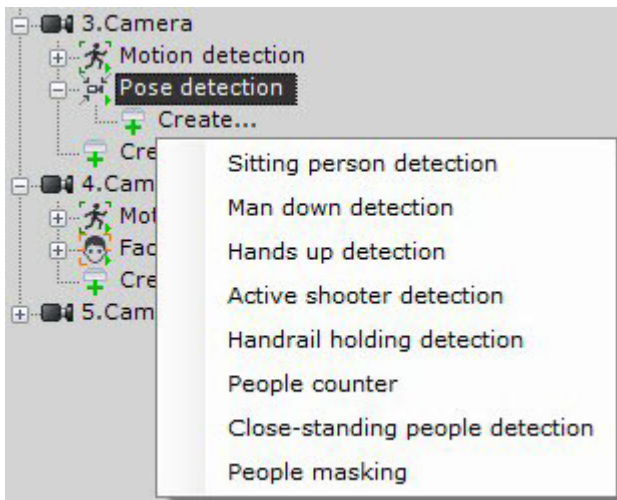 3.Camera
Motion detection
Pose detection
Create...
Cre
Sitting person detection
4.Cam
Man down detection
Mot
Hands up detection
Fac
Active shooter detection
Cre
5.Cam
Handrail holding detection
People counter
Close-standing people detection
People masking